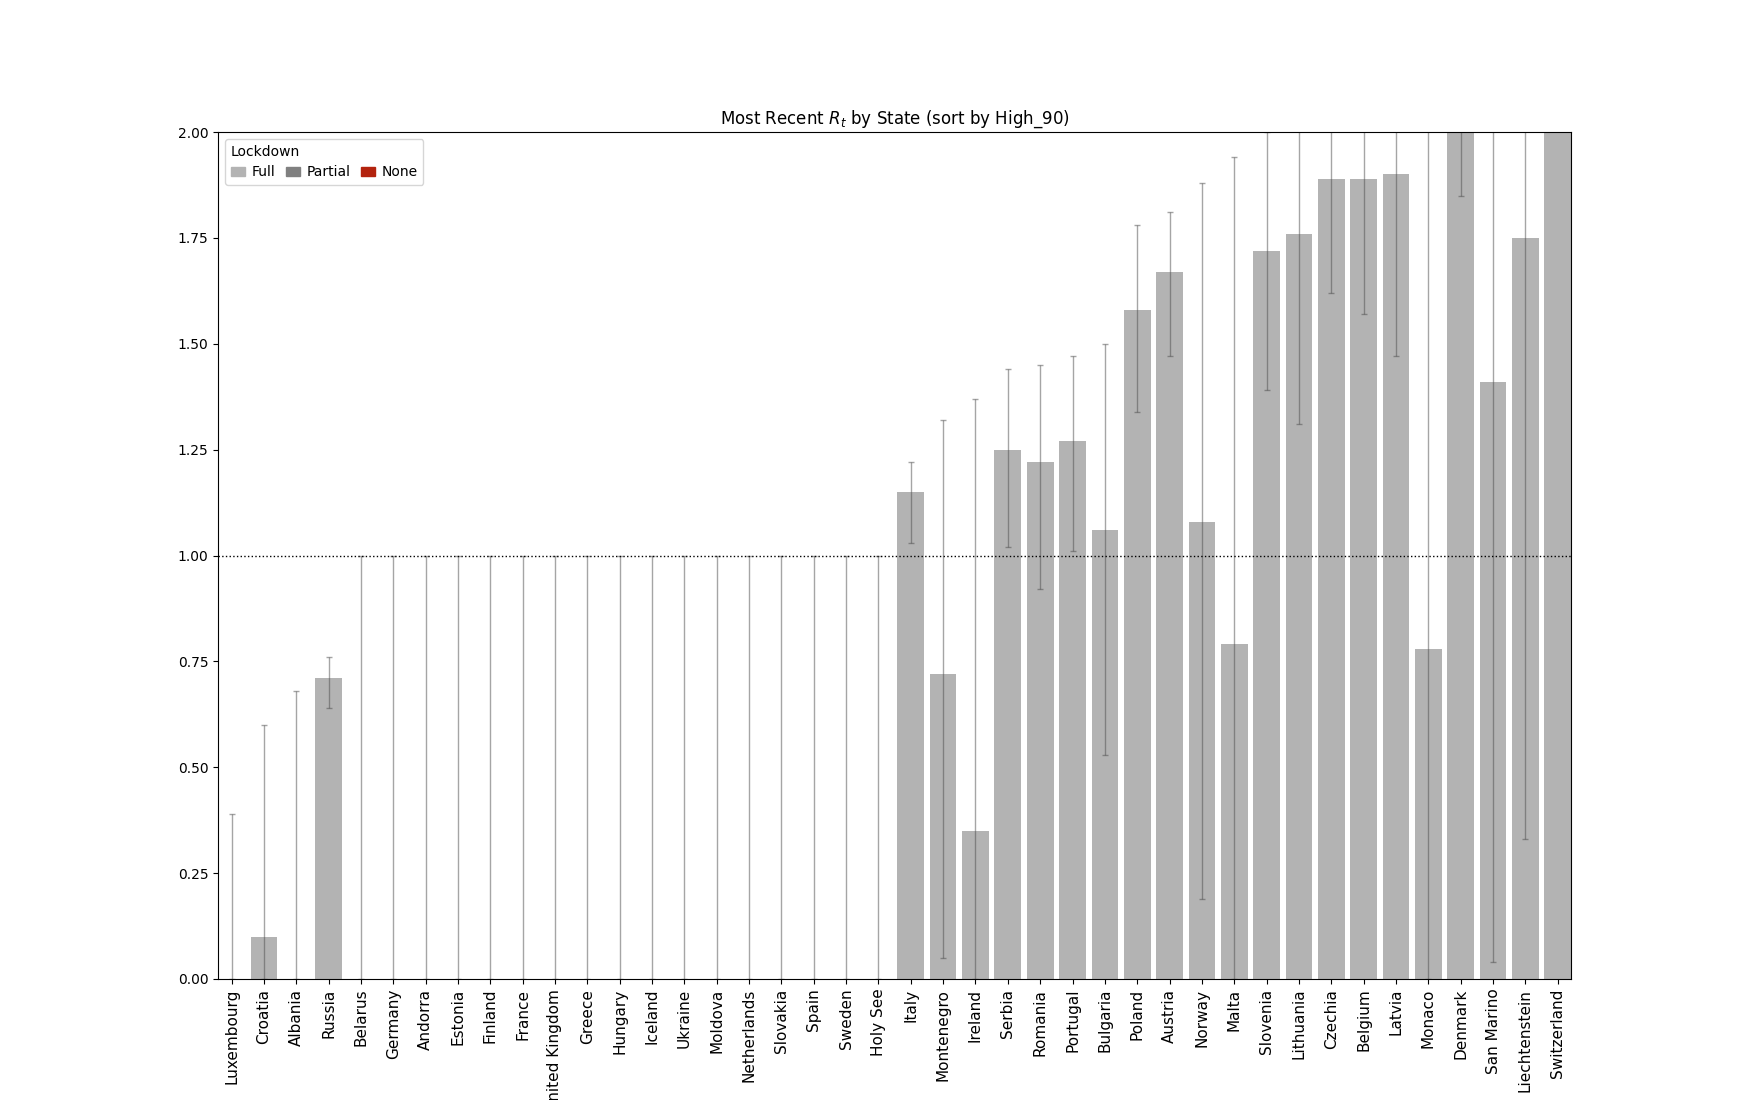 Most Recent R_t by State (sort by High_90)
Lockdown
Full Partial None
2.00
1.75
1.50
1.25
1.00
0.75
0.50
0.25
0.00
Luxembourg
Croatia
Albania
Russia
Belarus
Germany
Andorra
Estonia
Finland
France
nited Kingdom
Greece
Hungary
Iceland
Ukraine
Moldova
Netherlands
Slovakia
Spain
Sweden
Holy See
Italy
Montenegro
Ireland
Serbia
Romania
Portugal
Bulgaria
Poland
Austria
Norway
Malta
Slovenia
Lithuania
Czechia
Belgium
Latvia
Monaco
Denmark
San Marino
Liechtenstein
Switzerland